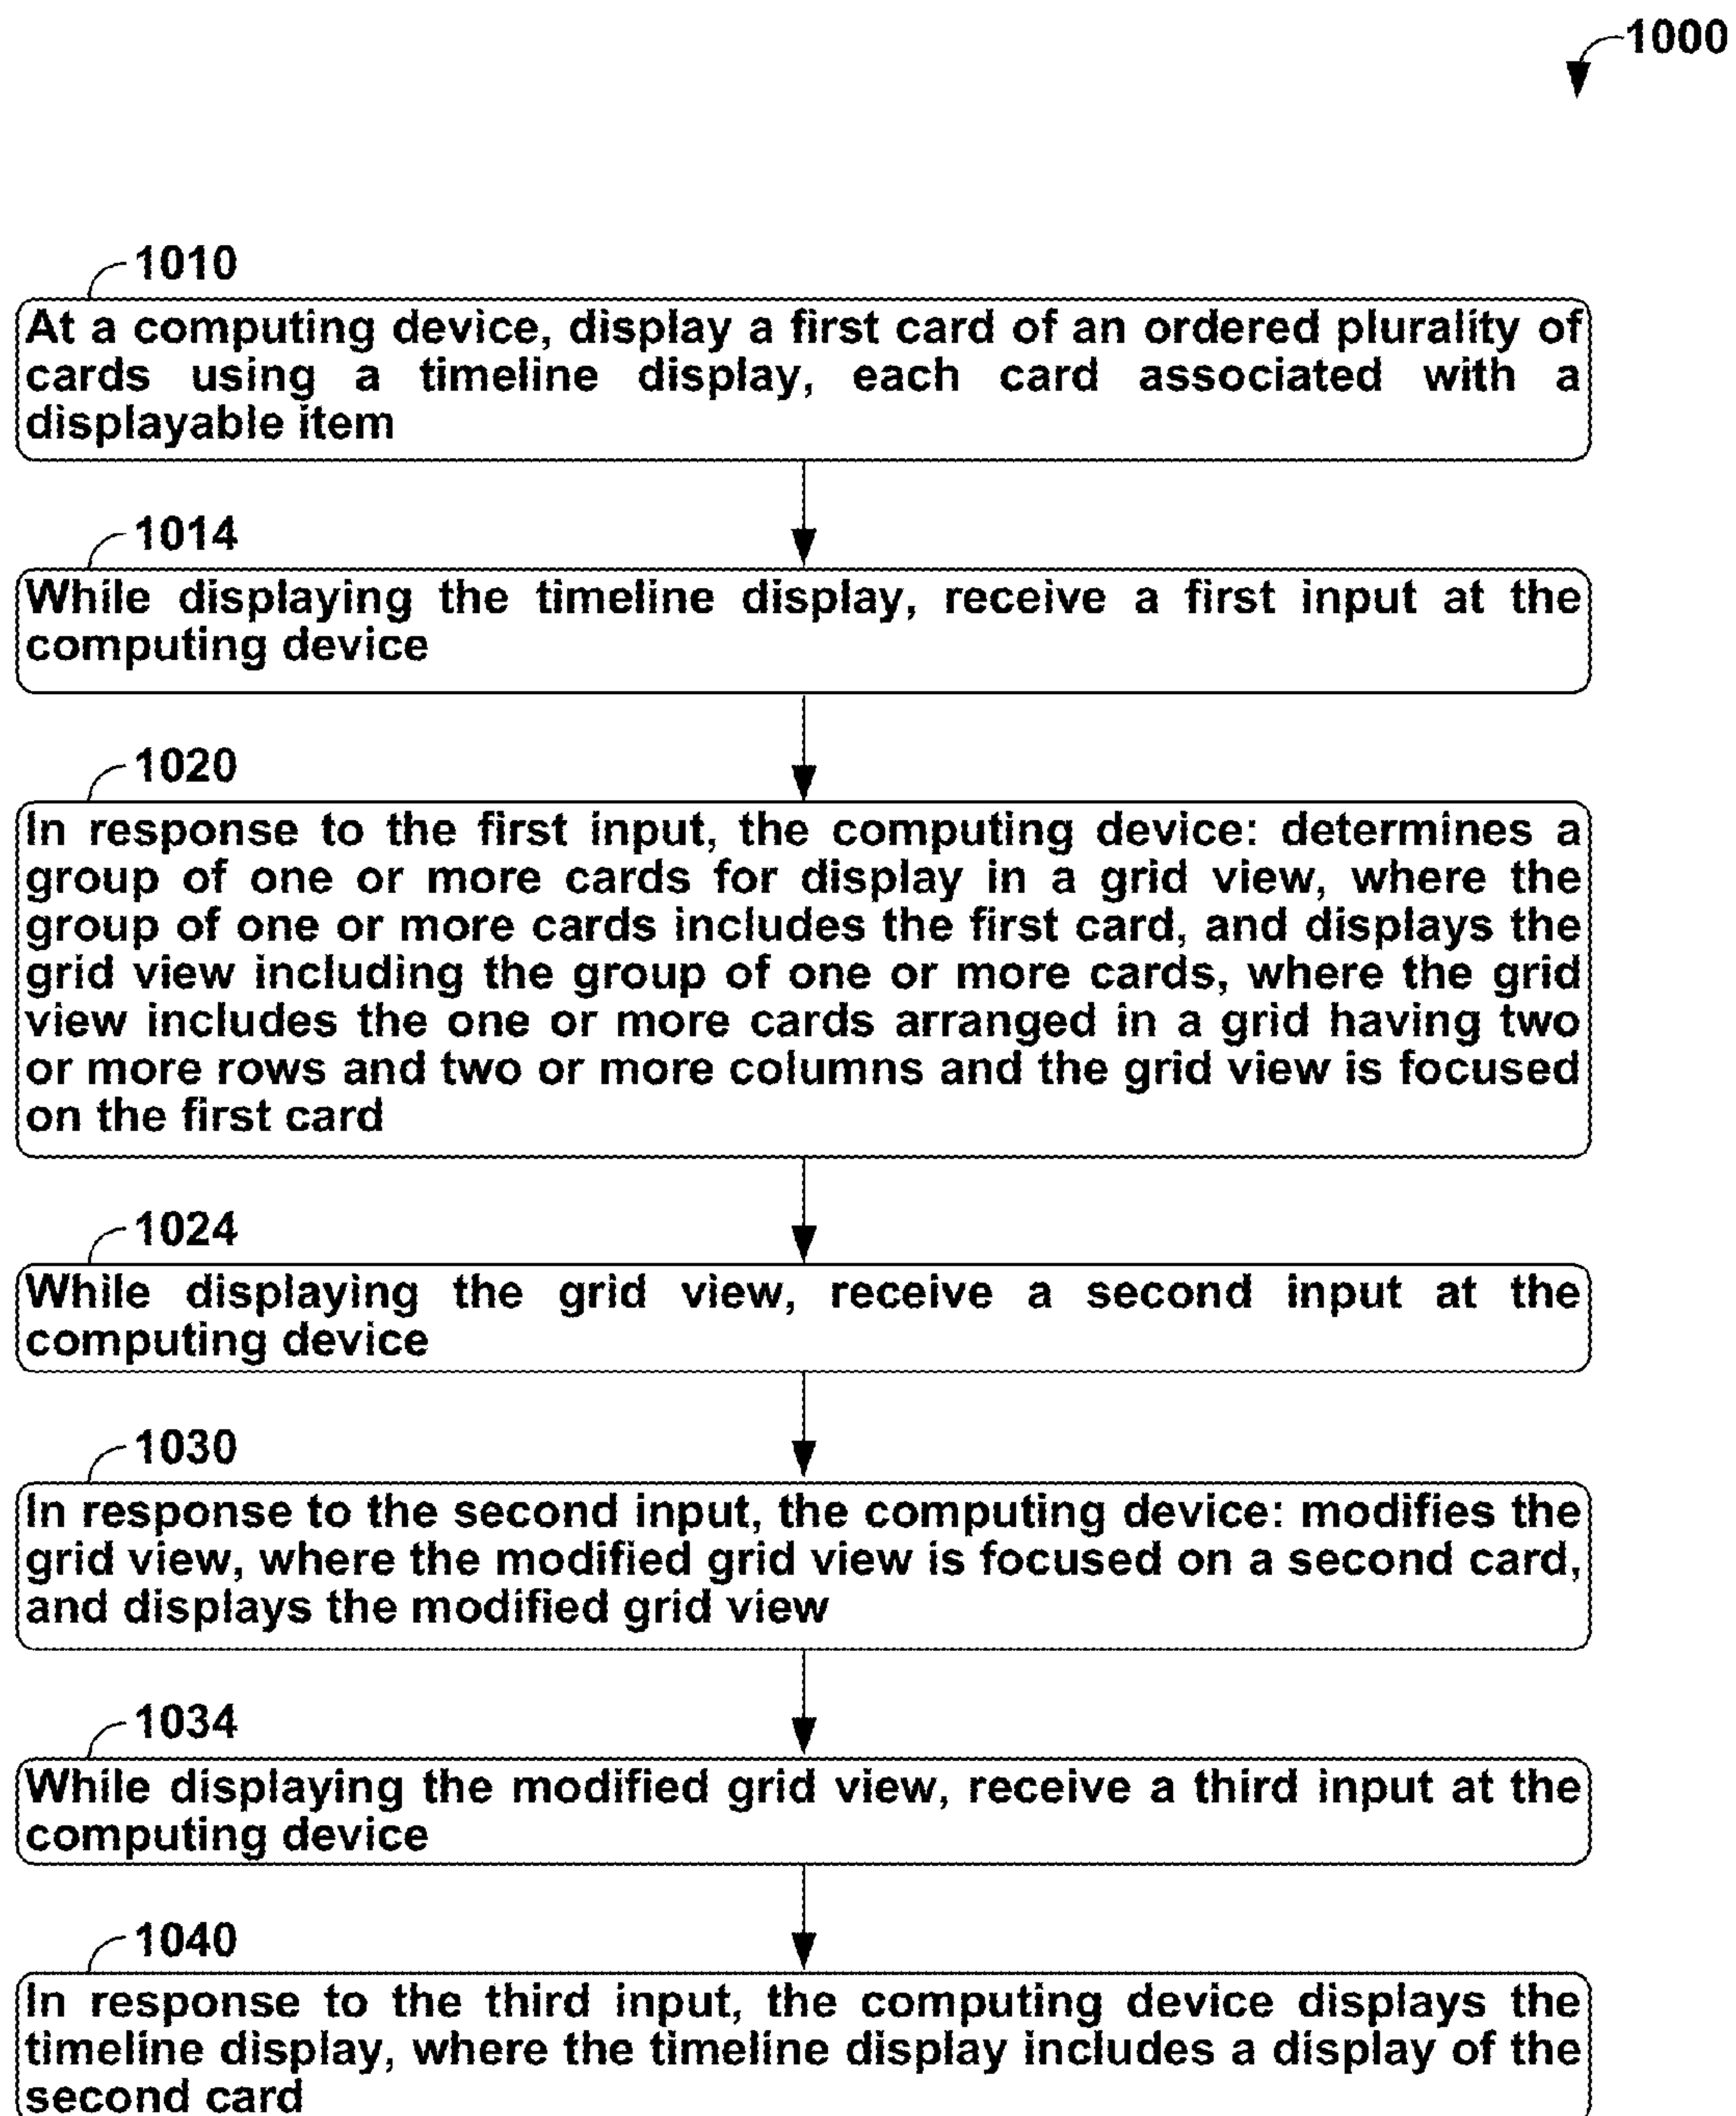 1000
1010
At a computing device, display a first card of an ordered plurality of
cards using a timeline display, each card associated with a
displayable item
1014
While displaying the timeline display, receive a first input at the
computing device
1020
In response to the first input, the computing device: determines a
group of one or more cards for display in a grid view, where the
group of one or more cards includes the first card, and displays the
grid view including the group of one or more cards, where the grid
view includes the one or more cards arranged in a grid having two
or more rows and two or more columns and the grid view is focused
on the first card
1024
While displaying the grid view, receive a second input at the
computing device
1030
In response to the second input, the computing device: modifies the
grid view, where the modified grid view is focused on a second card,
and displays the modified grid view
1034
While displaying the modified grid view, receive a third input at the
computing device
1040
In response to the third input, the computing device displays the
timeline display, where the timeline display includes a display of the
second card